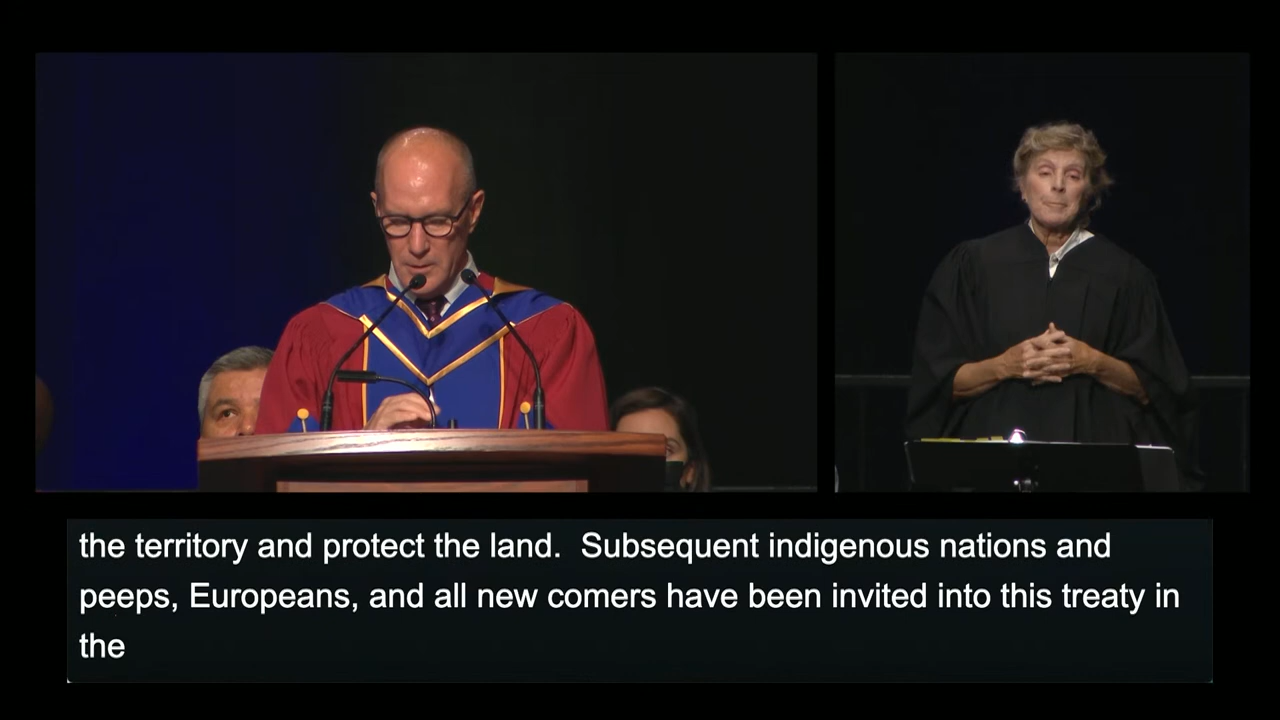 the territory and protect the land.  Subsequent indigenous nations and
peeps, Europeans, and all new comers have been invited into this treaty in
the